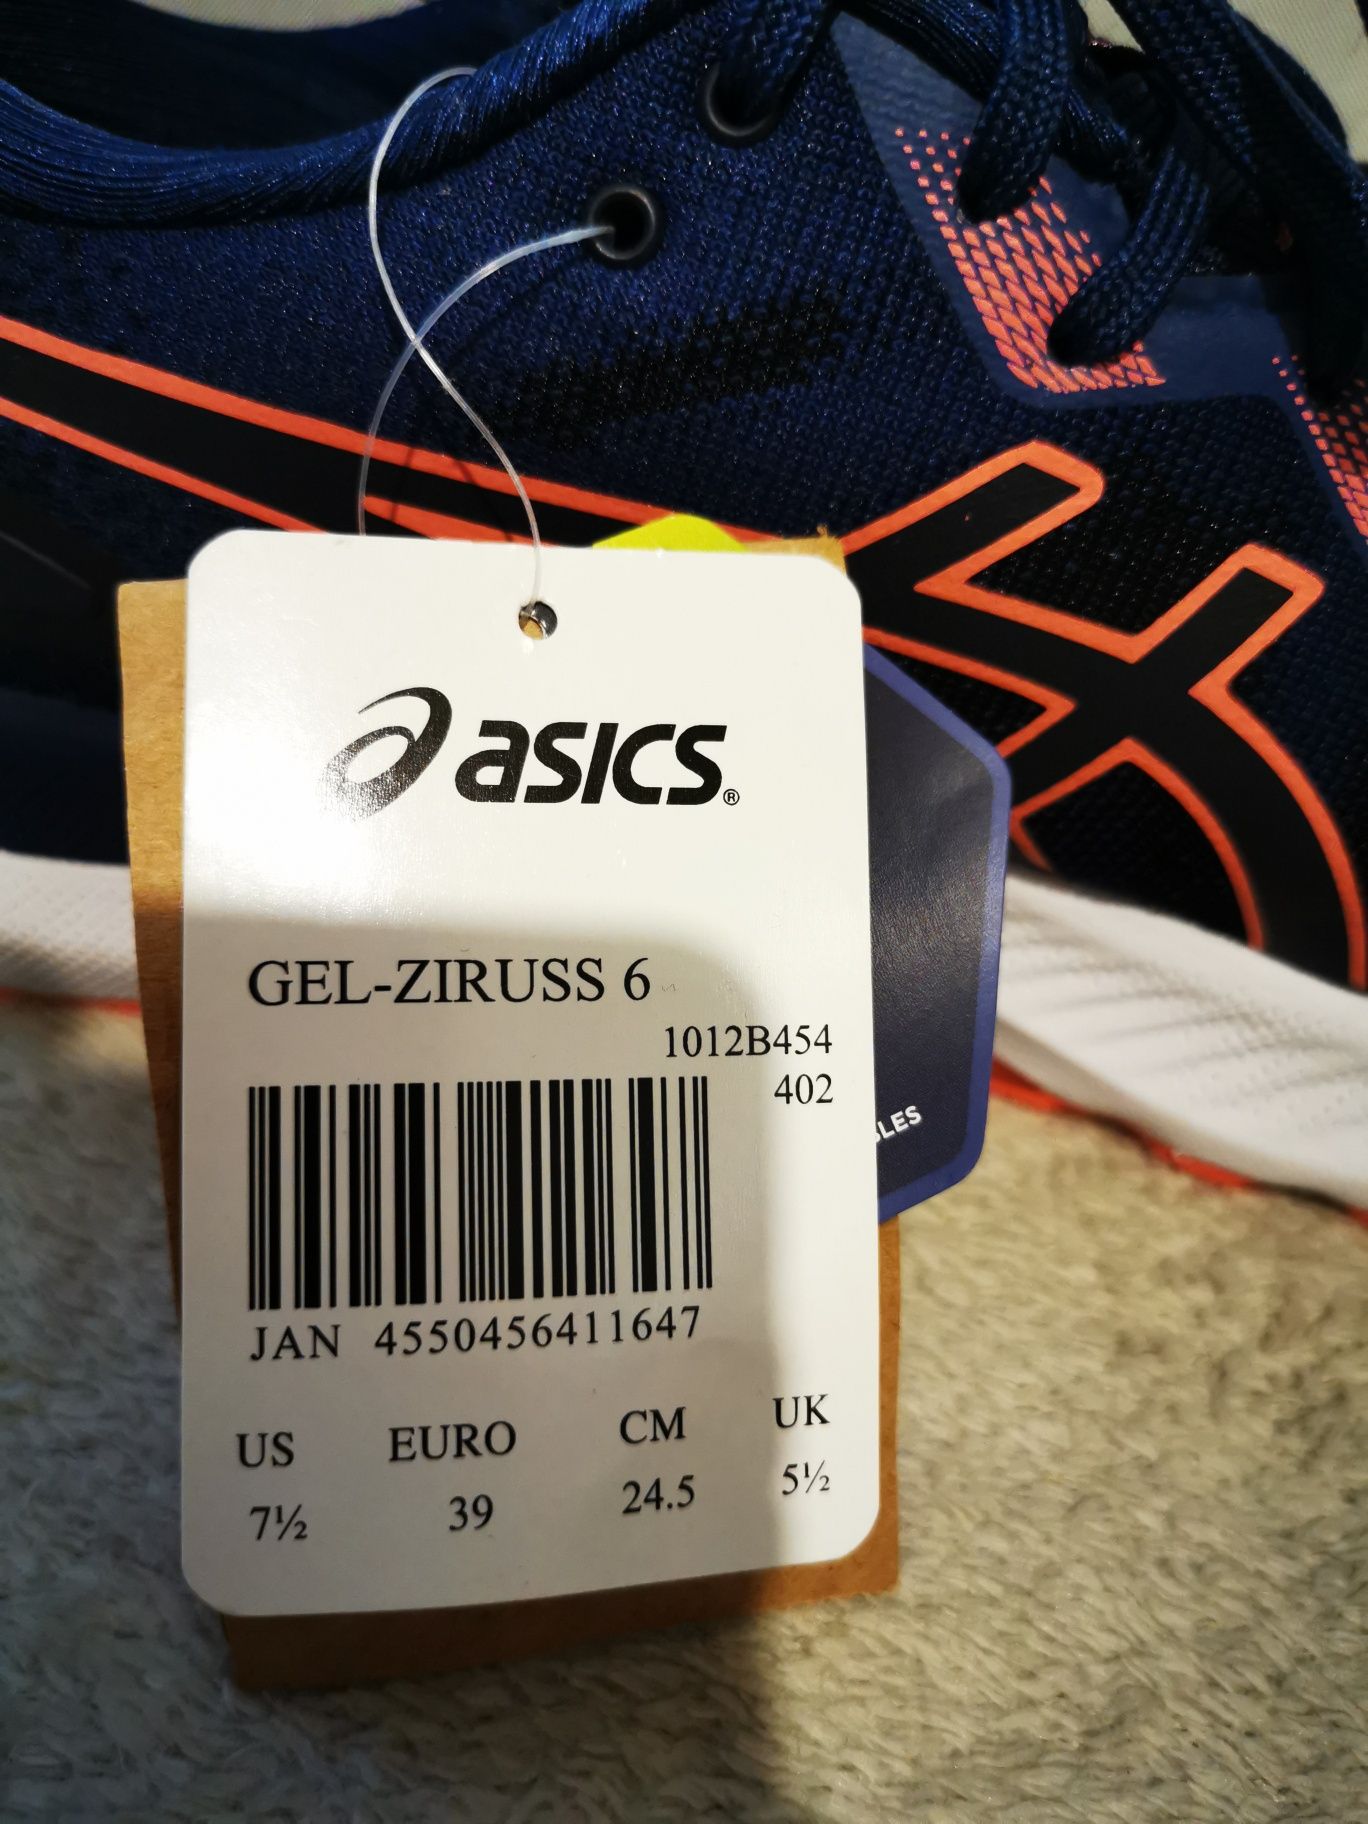 asics®
GEL-ZIRUSS 6
1012B454
402
JAN 4550456411647
US EURO CM UK
7½ 39 24.5 5½